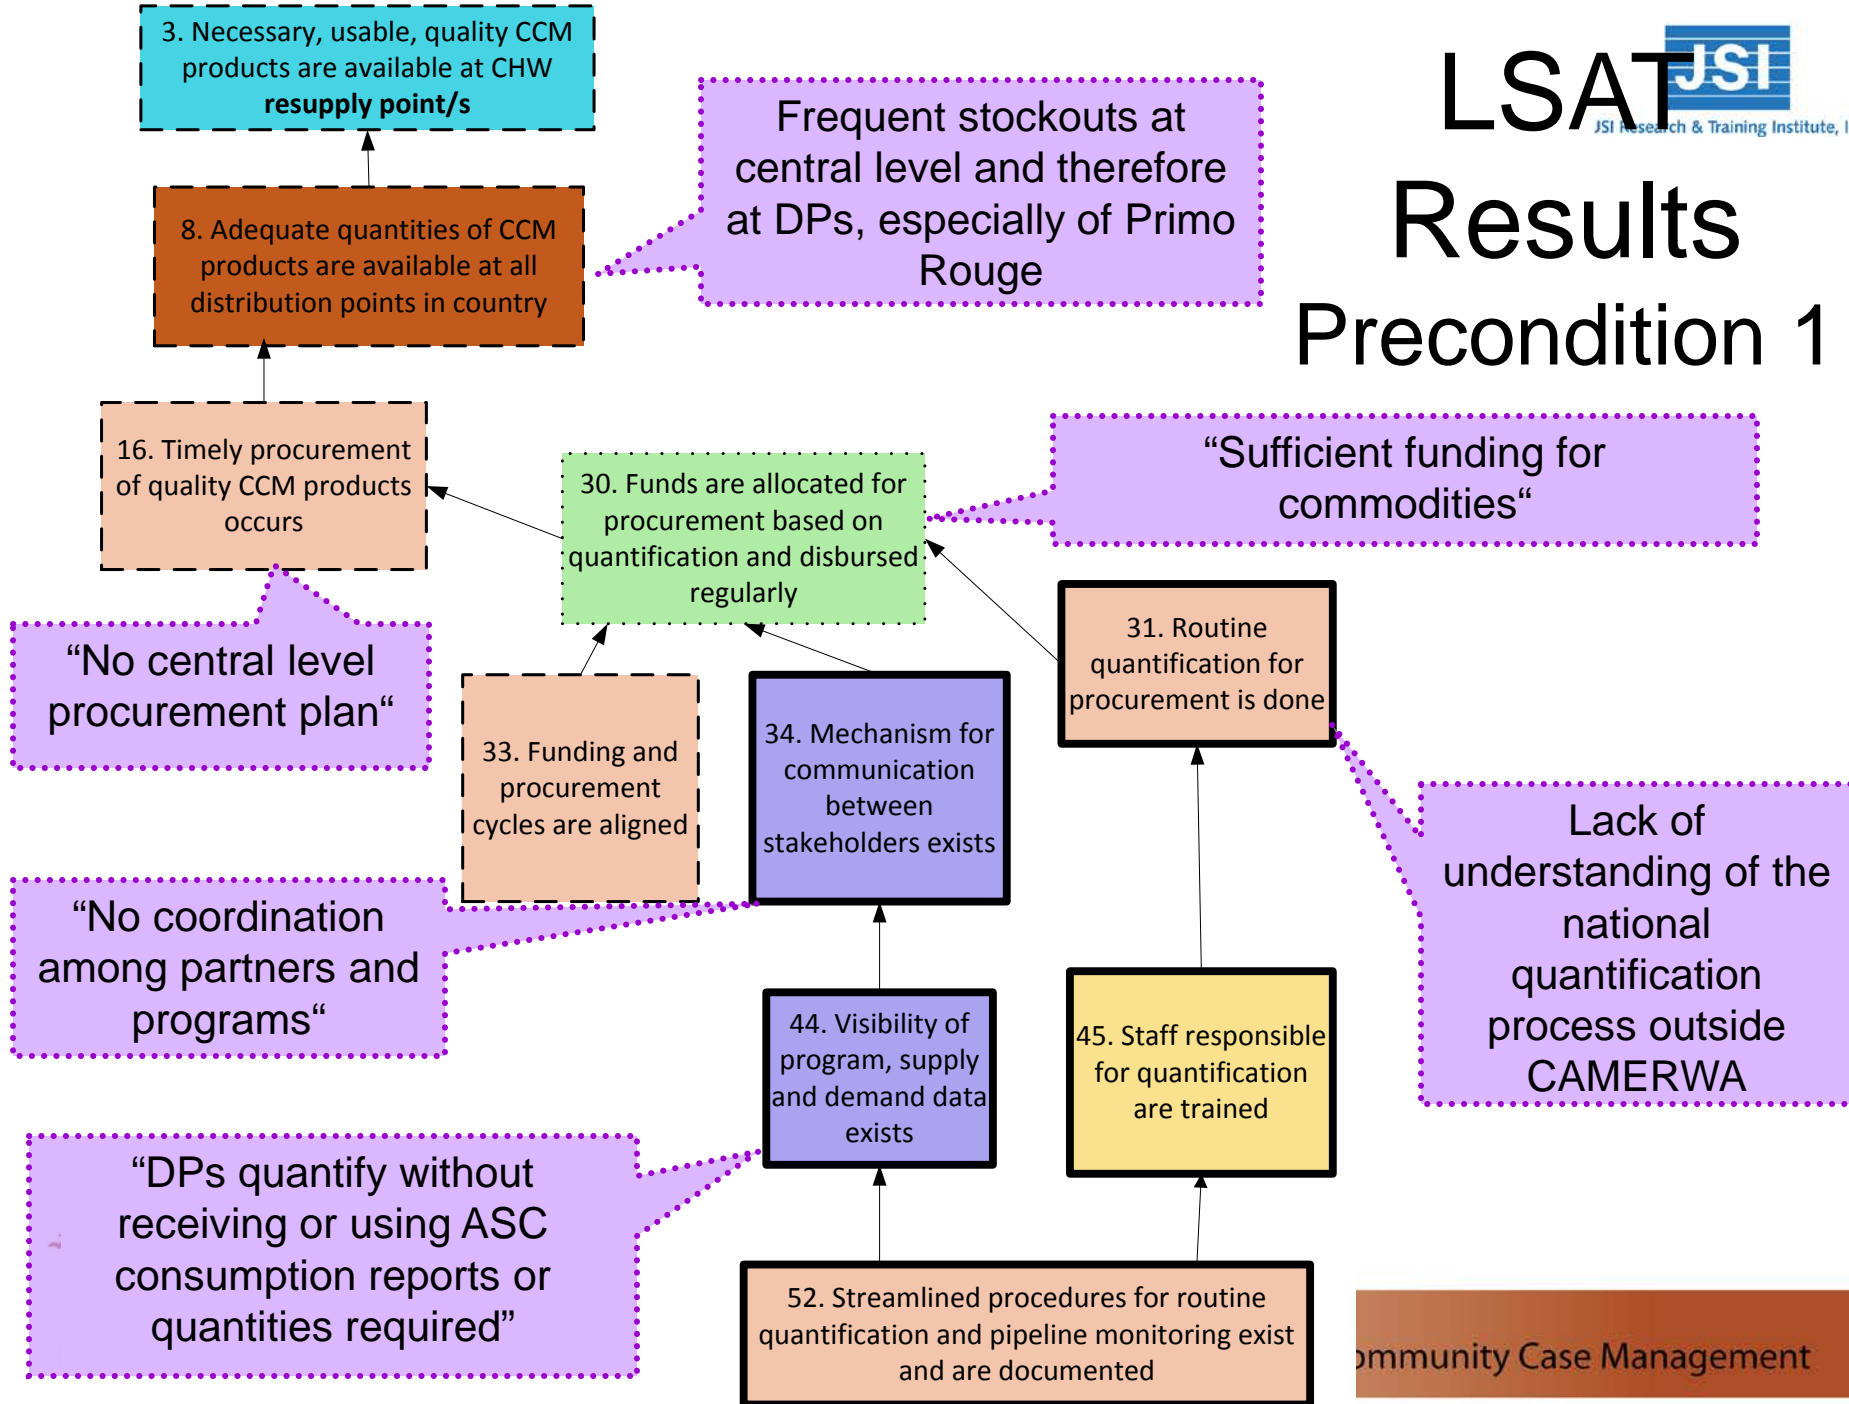 3. Necessary, usable, quality CCM
products are available at CHW
resupply point/s
LSAT
Results
Precondition 1
JSI
JSI Research & Training Institute, I
Frequent stockouts at
central level and therefore
at DPs, especially of Primo
Rouge
8. Adequate quantities of CCM
products are available at all
distribution points in country
16. Timely procurement
of quality CCM products
occurs
30. Funds are allocated for
procurement based on
quantification and disbursed
regularly
“Sufficient funding for
commodities“
“No central level
procurement plan“
31. Routine
quantification for
procurement is done
33. Funding and
procurement
cycles are aligned
34. Mechanism for
communication
between
stakeholders exists
Lack of
understanding of the
national
quantification
process outside
CAMERWA
“No coordination
among partners and
programs“
44. Visibility of
program, supply
and demand data
exists
45. Staff responsible
for quantification
are trained
“DPs quantify without
receiving or using ASC
consumption reports or
quantities required”
52. Streamlined procedures for routine
quantification and pipeline monitoring exist
and are documented
ommunity Case Management